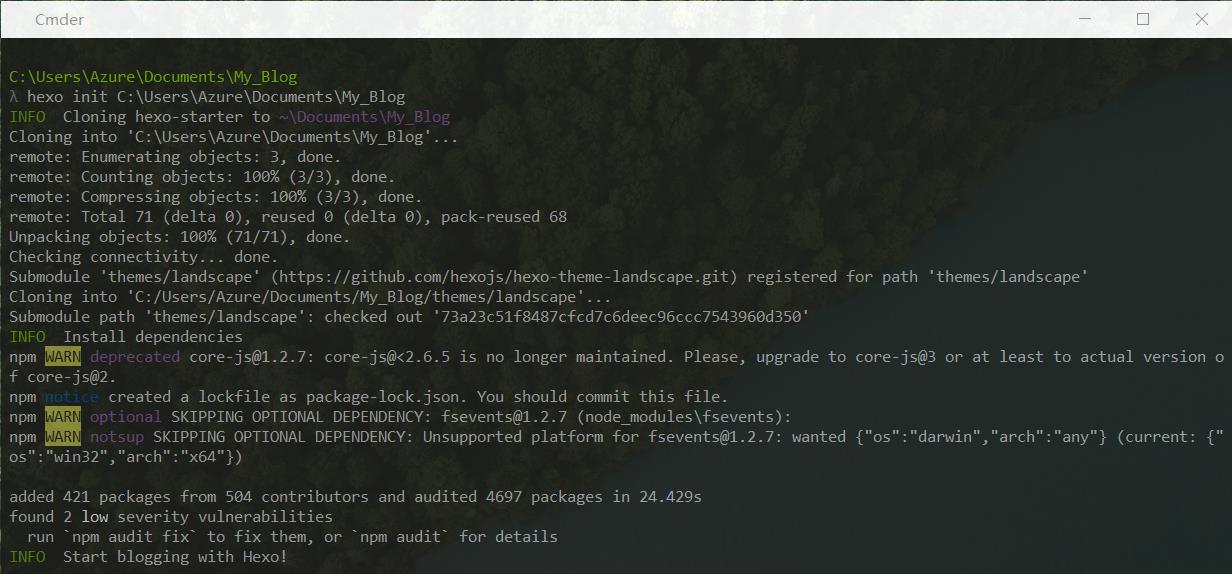 Cmder
C:\Users\Azure\Documents\My_Blog
λ hexo init C:\Users\Azure\Documents\My_Blog
INFO  Cloning hexo-starter to ~\Documents\My_Blog
Cloning into 'C:\Users\Azure\Documents\My_Blog'...
remote: Enumerating objects: 3, done.
remote: Counting objects: 100% (3/3), done.
remote: Compressing objects: 100% (3/3), done.
remote: Total 71 (delta 0), reused 0 (delta 0), pack-reused 68
Unpacking objects: 100% (71/71), done.
Checking connectivity... done.
Submodule 'themes/landscape' (https://github.com/hexojs/hexo-theme-landscape.git) registered for path 'themes/landscape'
Cloning into 'C:/Users/Azure/Documents/My_Blog/themes/landscape'...
Submodule path 'themes/landscape': checked out '73a23c51f8487cfcd7c6deec96ccc7543960d350'
INFO  Install dependencies
npm WARN deprecated core-js@1.2.7: core-js@<2.6.5 is no longer maintained. Please, upgrade to core-js@3 or at least to actual version o
f core-js@2.
npm notice created a lockfile as package-lock.json. You should commit this file.
npm WARN optional SKIPPING OPTIONAL DEPENDENCY: fsevents@1.2.7 (node_modules\fsevents):
npm WARN notsup SKIPPING OPTIONAL DEPENDENCY: Unsupported platform for fsevents@1.2.7: wanted {"os":"darwin","arch":"any"} (current: {"
os":"win32","arch":"x64"})
added 421 packages from 504 contributors and audited 4697 packages in 24.429s
found 2 low severity vulnerabilities
  run `npm audit fix` to fix them, or `npm audit` for details
INFO  Start blogging with Hexo!